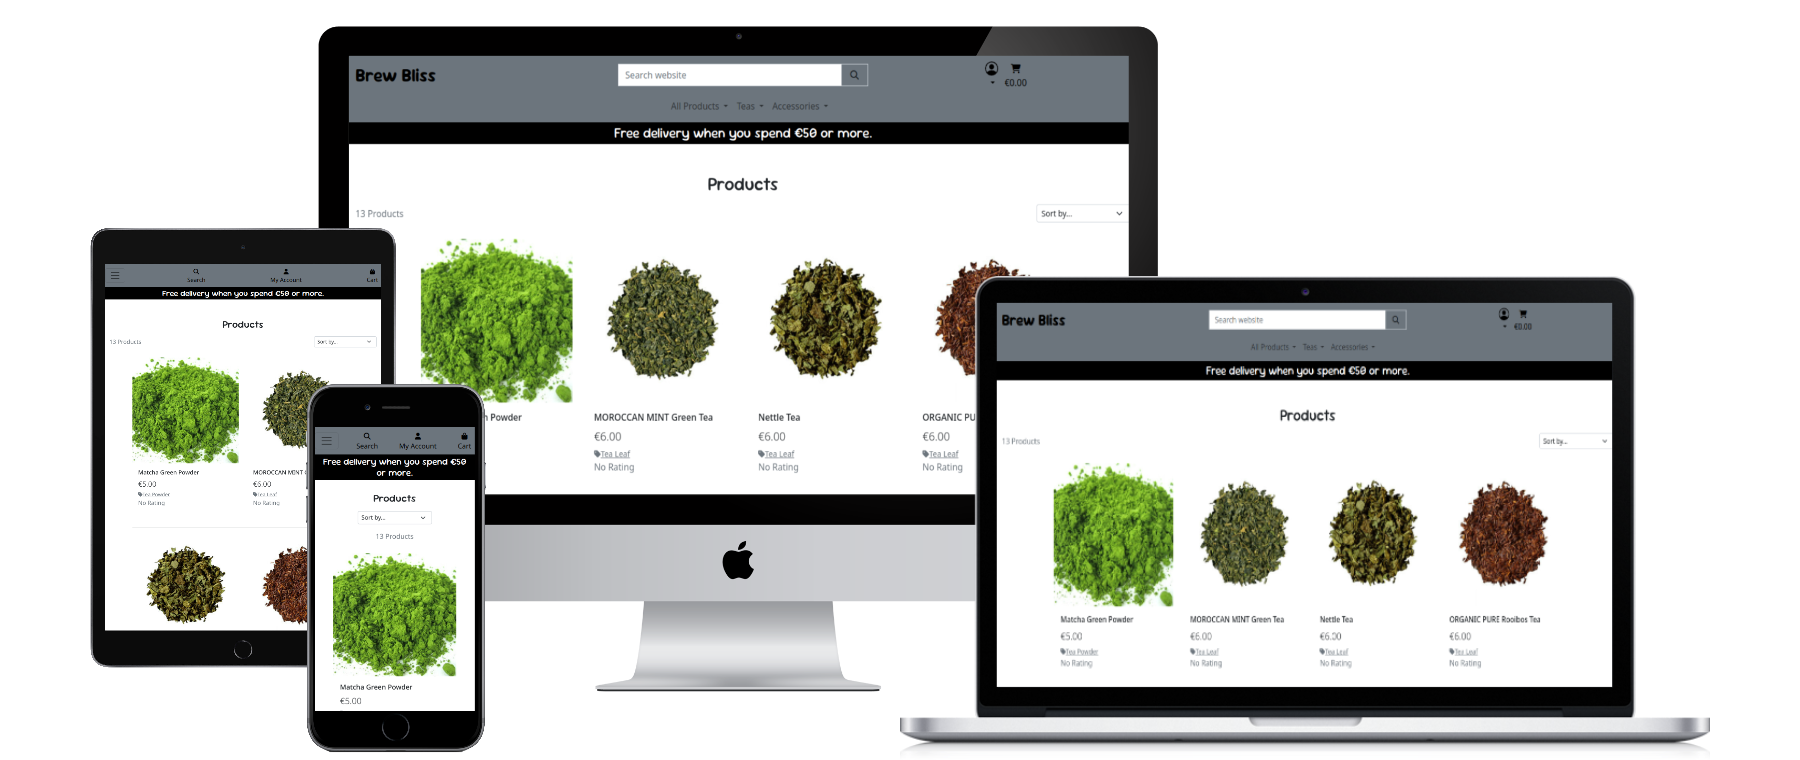 Brew Bliss
Search website
€0.00
All Products Teas Accessories
Free delivery when you spend €50 or more.
Products
13 Products
Sort by...
n Powder
MOROCCAN MINT Green Tea
€6.00
Tea Leaf
No Rating
Nettle Tea
€6.00
Tea Leaf
No Rating
ORGANIC PU
€6.00
Tea Leaf
No Rating
Search
My Account
Cart
Free delivery when you spend €50 or more.
Products
13 Products
Sort by...
Matcha Green Powder
€5.00
Tea Powder
No Rating
MOROCCAN MINT
€6.00
Tea Leaf
No Rating
Search
My Account
Cart
Free delivery when you spend €50
or more.
Products
Sort by...
13 Products
Matcha Green Powder
€5.00
Brew Bliss
Search website
€0.00
All Products Teas Accessories
Free delivery when you spend €50 or more.
Products
13 Products
Sort by...
Matcha Green Powder
€5.00
Tea Powder
No Rating
MOROCCAN MINT Green Tea
€6.00
Tea Leaf
No Rating
Nettle Tea
€6.00
Tea Leaf
No Rating
ORGANIC PURE Rooibos Tea
€6.00
Tea Leaf
No Rating